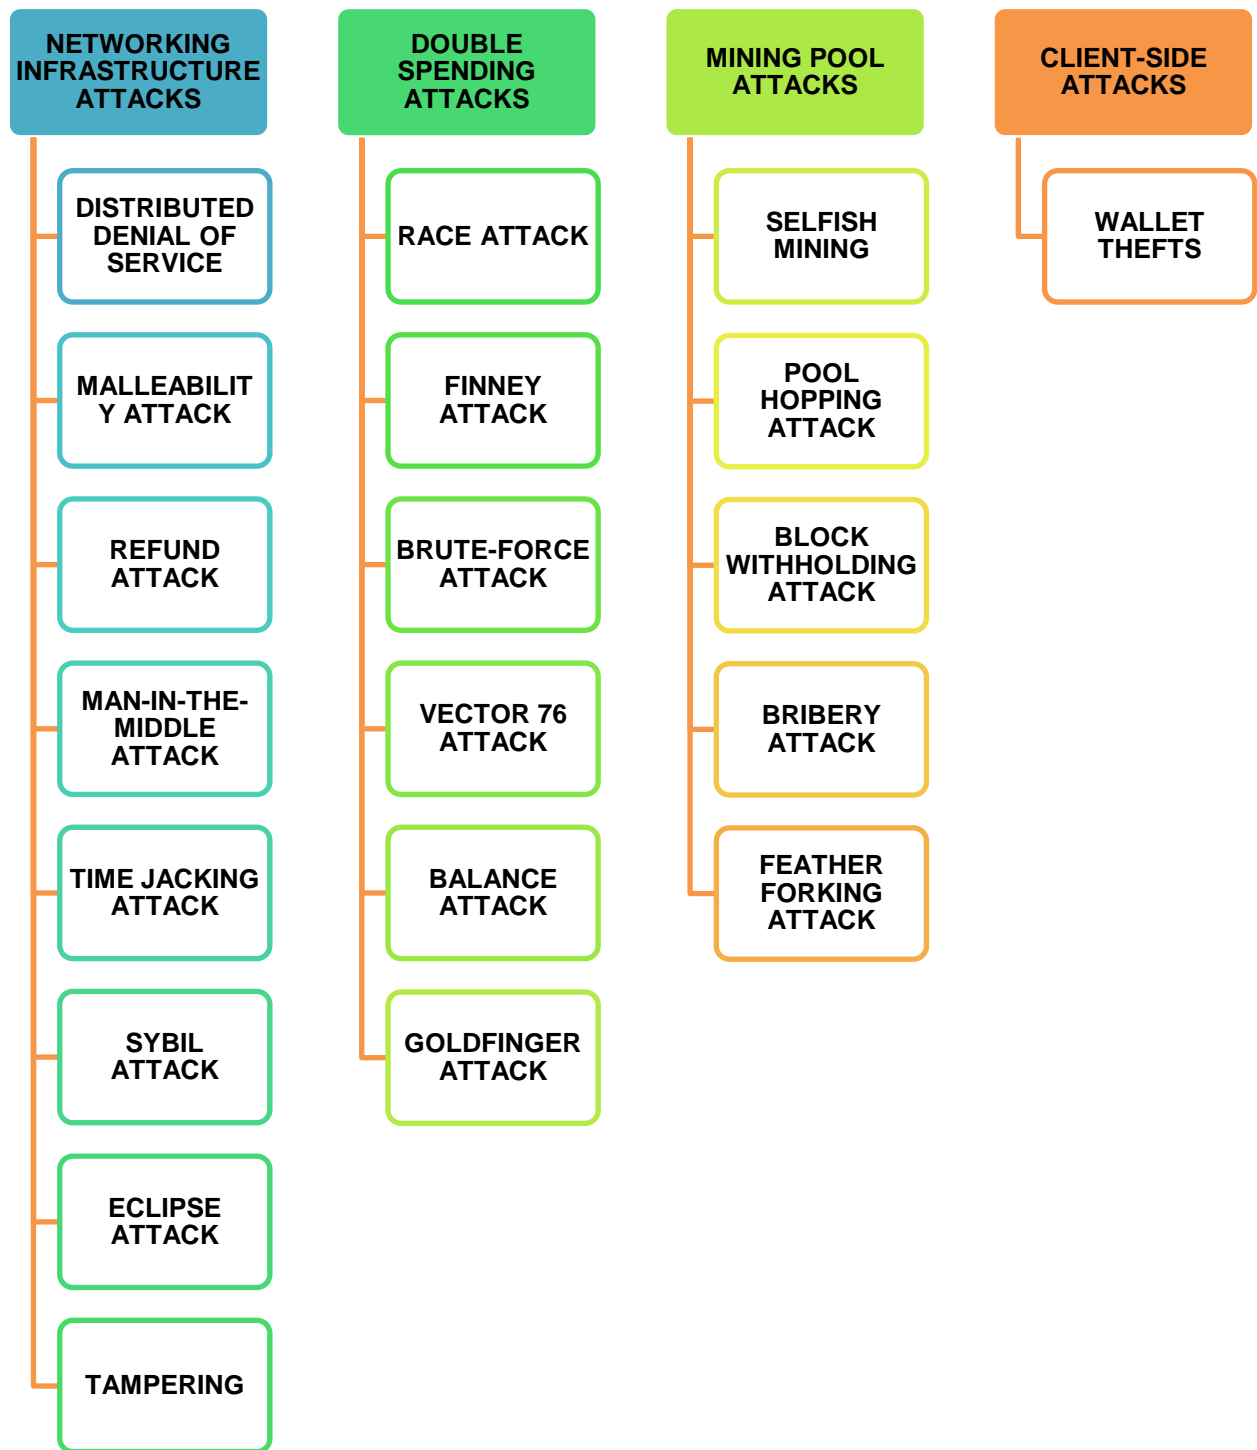 NETWORKING
INFRASTRUCTURE
ATTACKS
DISTRIBUTED
DENIAL OF
SERVICE
MALLEABILIT
Y ATTACK
REFUND
ATTACK
MAN-IN-THE-
MIDDLE
ATTACK
TIME JACKING
ATTACK
SYBIL
ATTACK
ECLIPSE
ATTACK
TAMPERING
DOUBLE
SPENDING
ATTACKS
RACE ATTACK
FINNEY
ATTACK
BRUTE-FORCE
ATTACK
VECTOR 76
ATTACK
BALANCE
ATTACK
GOLDFINGER
ATTACK
MINING POOL
ATTACKS
SELFISH
MINING
POOL
HOPPING
ATTACK
BLOCK
WITHHOLDING
ATTACK
BRIBERY
ATTACK
FEATHER
FORKING
ATTACK
CLIENT-SIDE
ATTACKS
WALLET
THEFTS